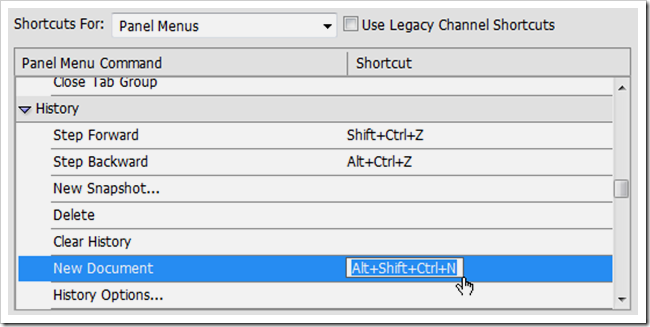 Shortcuts For: Panel Menus Use Legacy Channel Shortcuts
Panel Menu Command Shortcut
Close Tab Group
History
Step Forward Shift+Ctrl+Z
Step Backward Alt+Ctrl+Z
New Snapshot...
Delete
Clear History
New Document Alt+Shift+Ctrl+N
History Options...